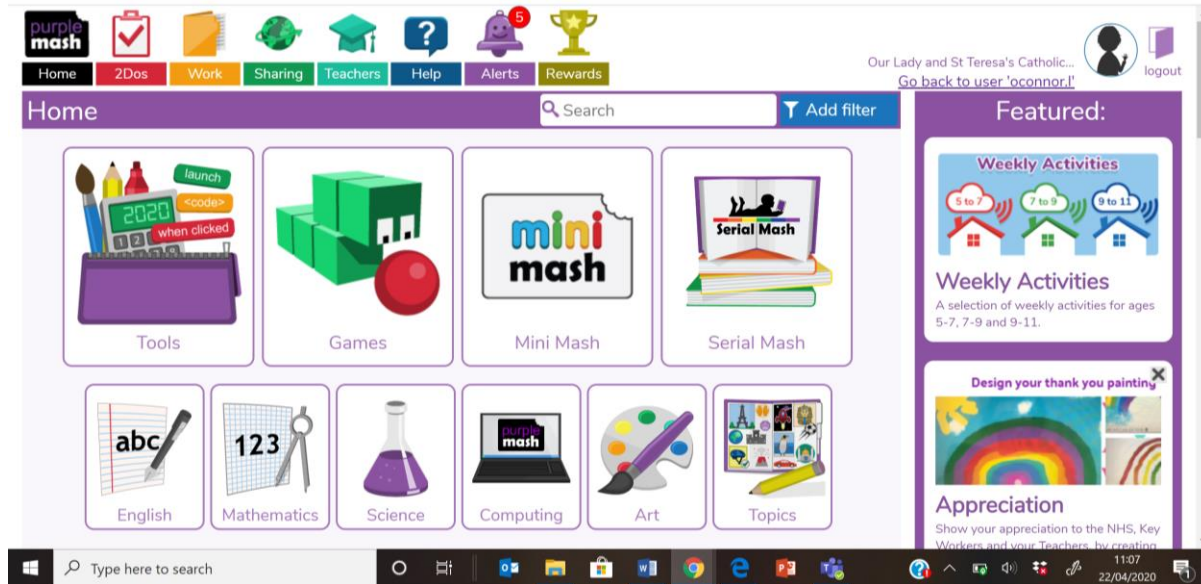 purple
mash
5
Home 2Dos Work Sharing Teachers Help Alerts Rewards
Our Lady and St Teresa's Catholic...
Go back to user 'oconnor.l'
logout
Home
Search
Add filter
launch
<code>
2020
when clicked
Tools
Games
mini
mash
Mini Mash
Serial Mash
Serial Mash
abc
English
123
Mathematics
Science
purple
mash
Computing
Art
Topics
Featured:
Weekly Activities
5 to 7 7 to 9 9 to 11
Weekly Activities
A selection of weekly activities for ages
5-7, 7-9 and 9-11.
Design your thank you painting
Appreciation
Show your appreciation to the NHS, Key
Workers and your Teachers, by creating
Type here to search
11:07
22/04/2020